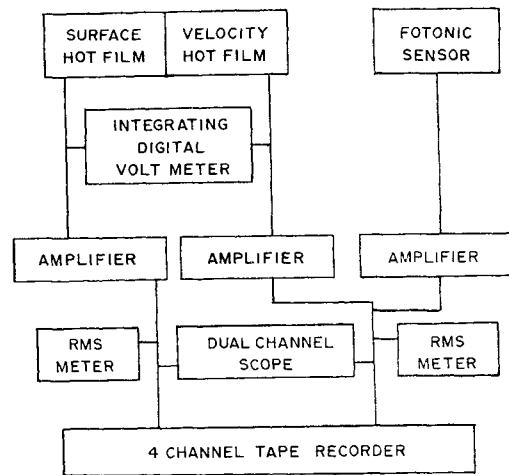 SURFACE
HOT FILM
VELOCITY
HOT FILM
FOTONIC
SENSOR
INTEGRATING
DIGITAL
VOLT METER
AMPLIFIER
AMPLIFIER
AMPLIFIER
RMS
METER
DUAL CHANNEL
SCOPE
RMS
METER
4 CHANNEL TAPE RECORDER